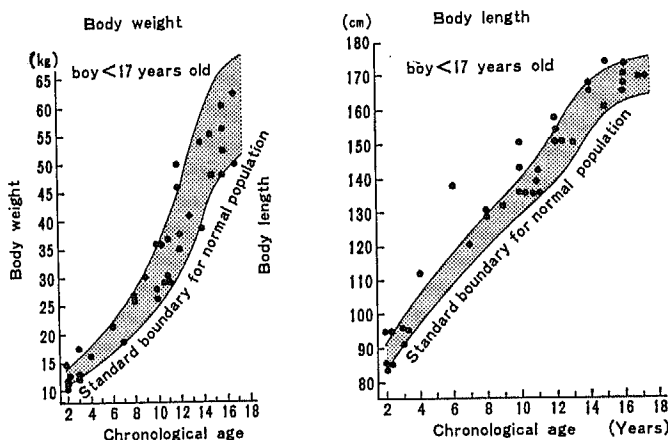 Body weight
(kg)
boy<17 years old
65
60
55
50
45
40
35
30
25
20
15
10
Body weight
Standard boundary for normal population
2 4 6 8 10 12 14 16 18
Chronological age
Body length
(cm)
boy<17 years old
180
170
160
150
140
130
120
110
100
90
80
Body length
Standard boundary for normal population
2 4 6 8 10 12 14 16 18
Chronological age (Years)